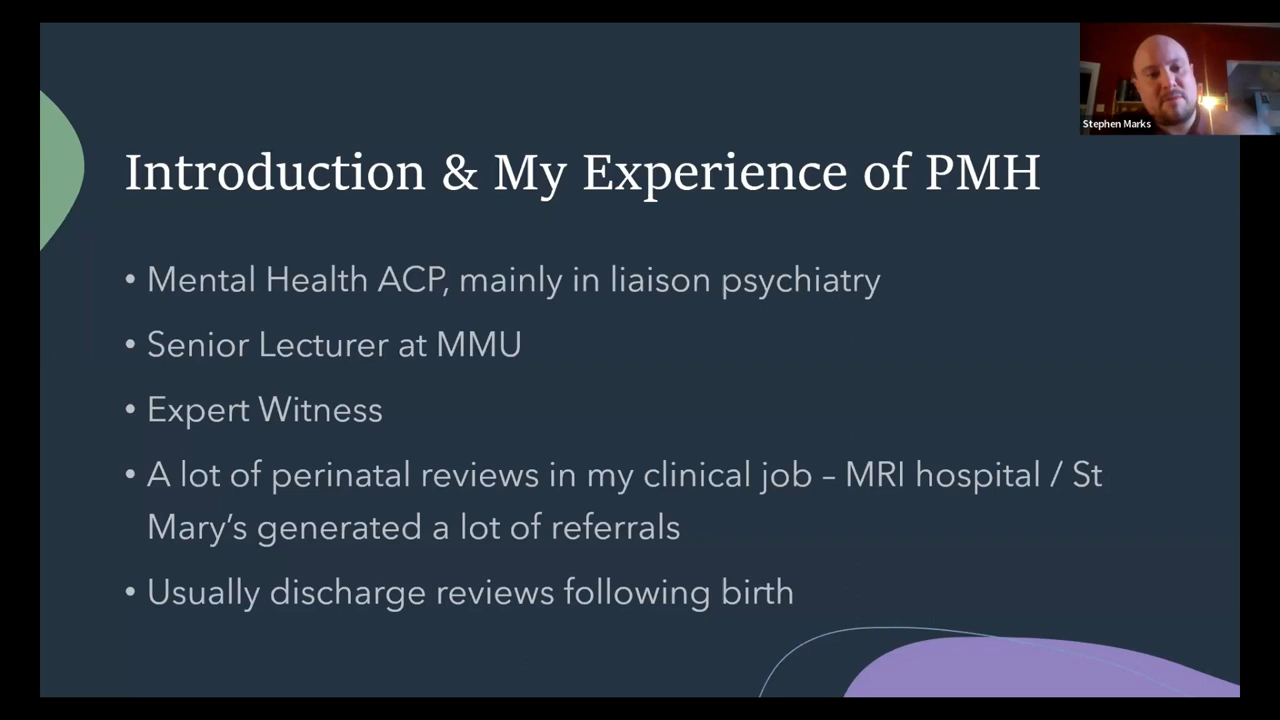 Stephen Marks
Introduction & My Experience of PMH
• Mental Health ACP, mainly in liaison psychiatry
• Senior Lecturer at MMU
• Expert Witness
• A lot of perinatal reviews in my clinical job – MRI hospital / St
Mary’s generated a lot of referrals
• Usually discharge reviews following birth